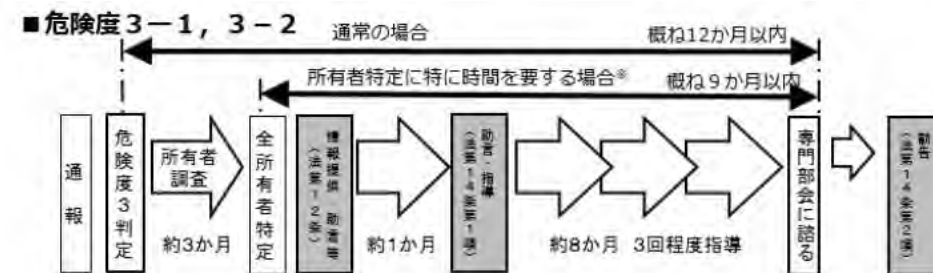 ■危険度3－1，3－2
通常の場合
概ね12か月以内
所有者特定に特に時間を要する場合※
概ね9か月以内
通報
危険度3判定
所有者調査
約3か月
全所有者特定
情報提供・助言等（法第12条）
約1か月
助言・指導（法第14条第1項）
約8か月 3回程度指導
専門部会に諮る
勧告（法第14条第2項）